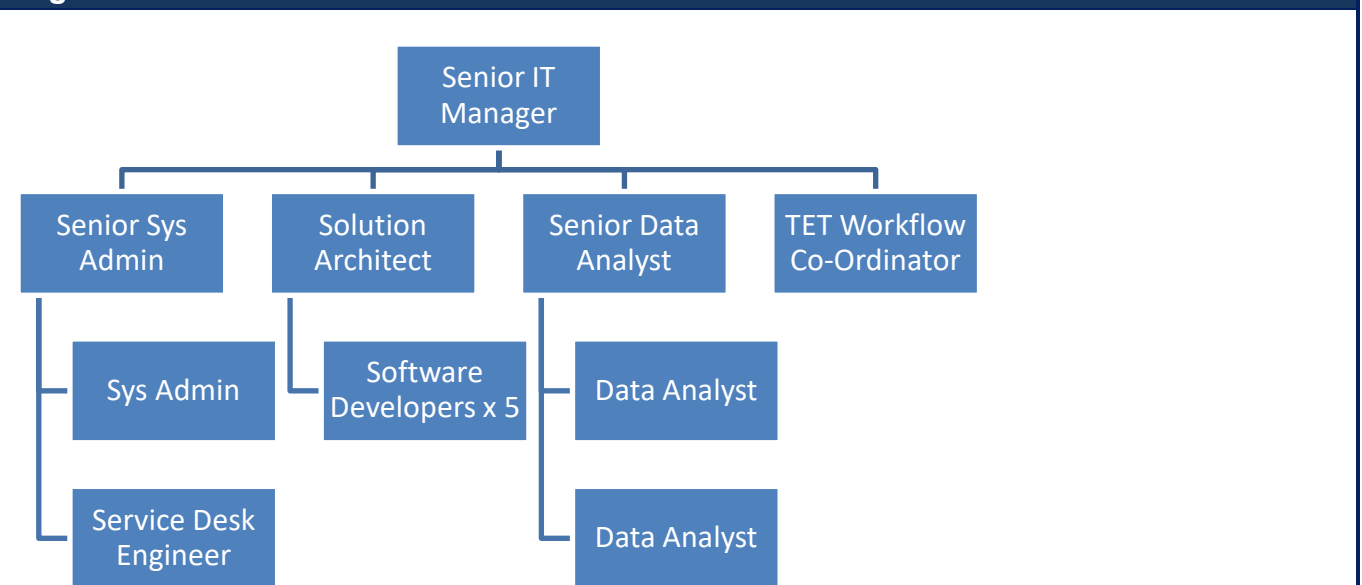 Senior IT
Manager
Senior Sys
Admin
Solution
Architect
Senior Data
Analyst
TET Workflow
Co-Ordinator
Sys Admin
Software
Developers x 5
Data Analyst
Service Desk
Engineer
Data Analyst